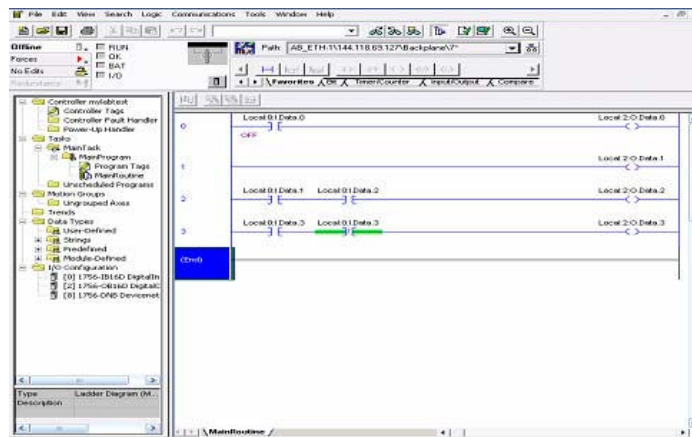 File Edit View Search Logic Communications Tools Window Help
Offline
RUN
Path: AB_ETH-1\144.118.69.127\Backplane\7*
Forces
OK
No Edits
BAT
Redundancy
I/O
Favorites Bit Timer/Counter Input/Output Compare
Controller mylabtest
Controller Tags
Controller Fault Handler
Power-Up Handler
Tasks
MainTask
MainProgram
Program Tags
MainRoutine
Unscheduled Programs
Motion Groups
Ungrouped Axes
Trends
Data Types
User-Defined
Strings
Predefined
Module-Defined
I/O Configuration
[0] 1756-IB16D DigitalIn
[2] 1756-OB16D DigitalC
[8] 1756-DNB Devicenet
Type Ladder Diagram (M...
Description
0
Local:0:I.Data.0
Local:2:O.Data.0
OFF
1
Local:2:O.Data.1
2
Local:0:I.Data.1 Local:0:I.Data.2
Local:2:O.Data.2
3
Local:0:I.Data.3 Local:0:I.Data.3
Local:2:O.Data.3
(End)
MainRoutine